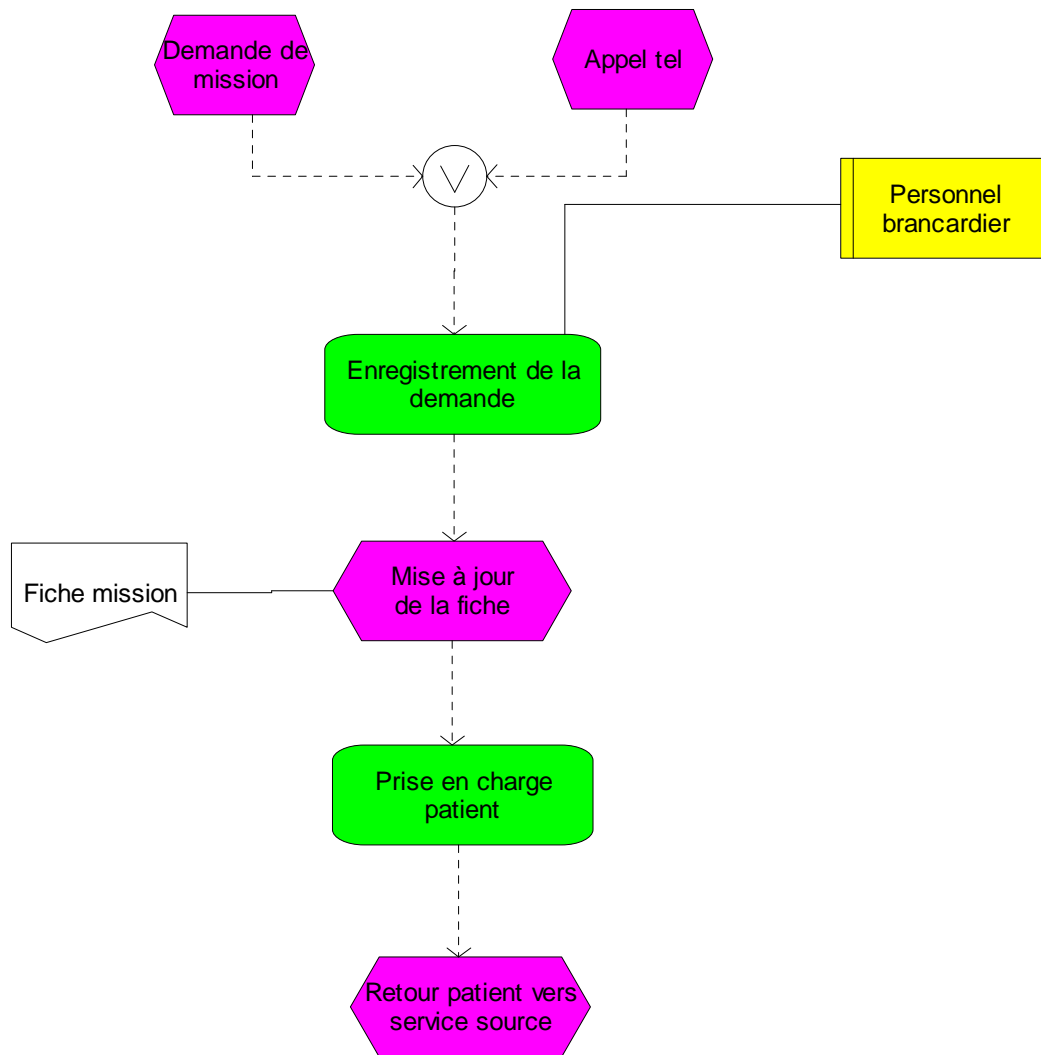 Demande de
mission
Appel tel
V
Personnel
brancardier
Enregistrement de la
demande
Fiche mission
Mise à jour
de la fiche
Prise en charge
patient
Retour patient vers
service source